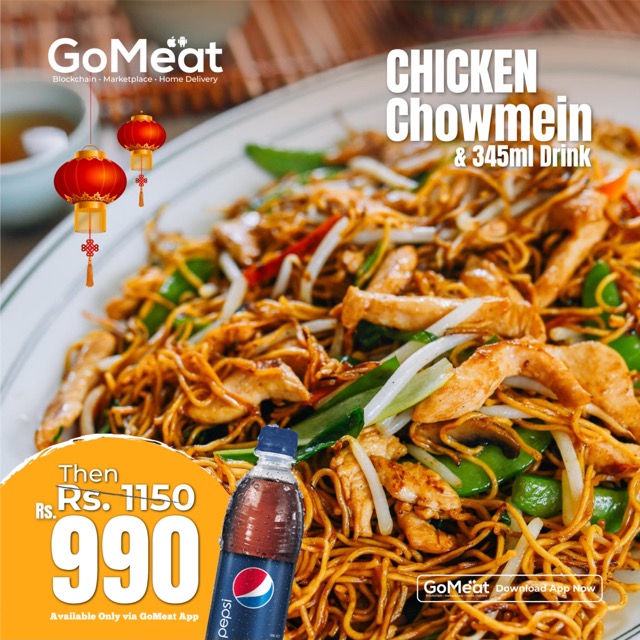 GoMeat
Blockchain • Marketplace • Home Delivery
CHICKEN
Chowmein
& 345ml Drink
Then
Rs. 1150
Rs. 990
Available Only via GoMeat App
pepsi
GoMeat Download App Now